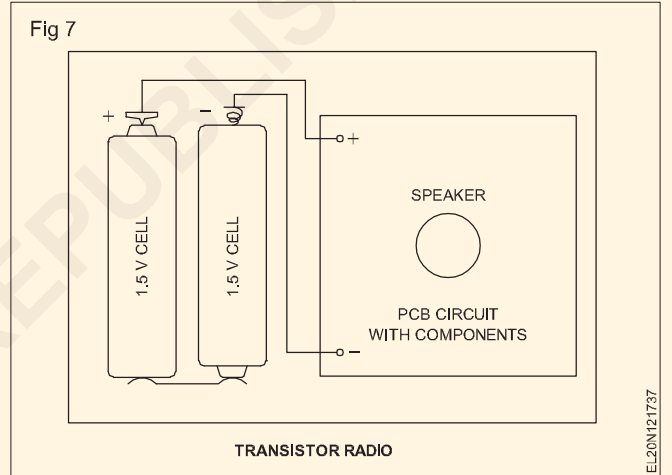 Fig 7
+
–
+
1.5 V CELL
1.5 V CELL
SPEAKER
PCB CIRCUIT
WITH COMPONENTS
–
TRANSISTOR RADIO
EL20N121737